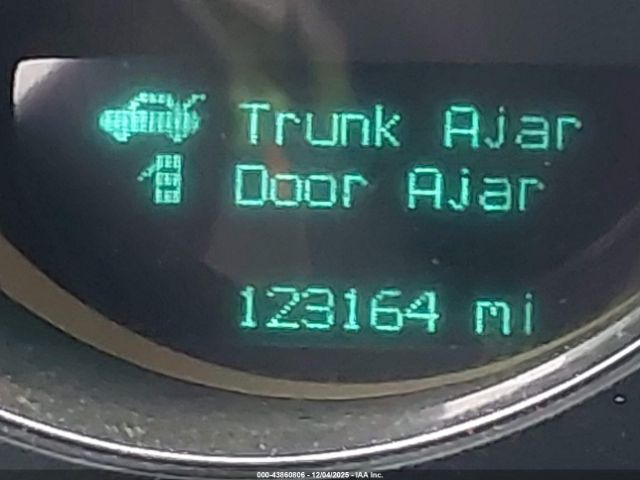 Trunk Ajar
Door Ajar
123164 mi
000-43860806 - 12/04/2025 - IAA Inc.